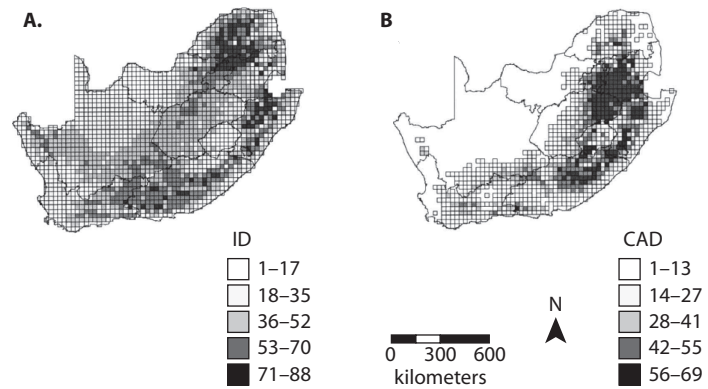 A.
B
ID
1–17
18–35
36–52
53–70
71–88
0 300 600
kilometers
N
CAD
1–13
14–27
28–41
42–55
56–69